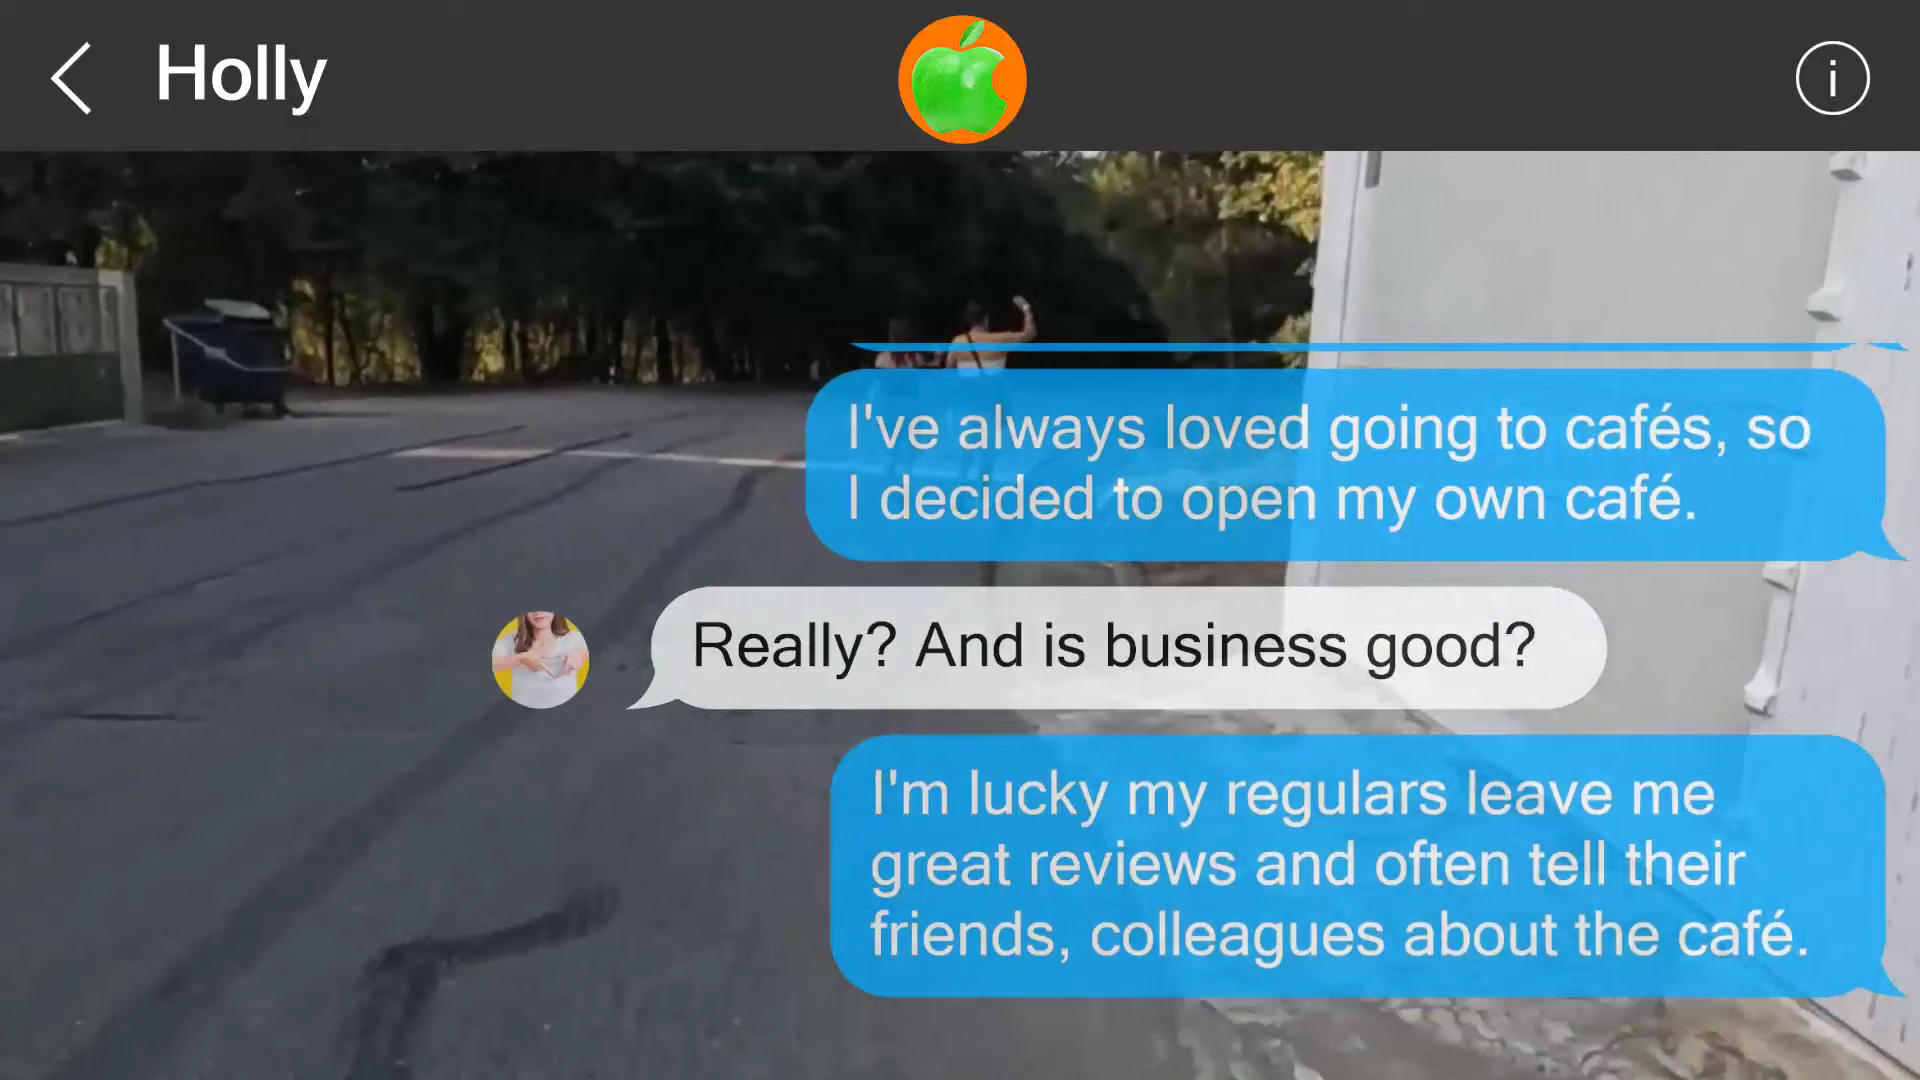 Holly
I've always loved going to cafés, so
I decided to open my own café.
Really? And is business good?
I'm lucky my regulars leave me
great reviews and often tell their
friends, colleagues about the café.